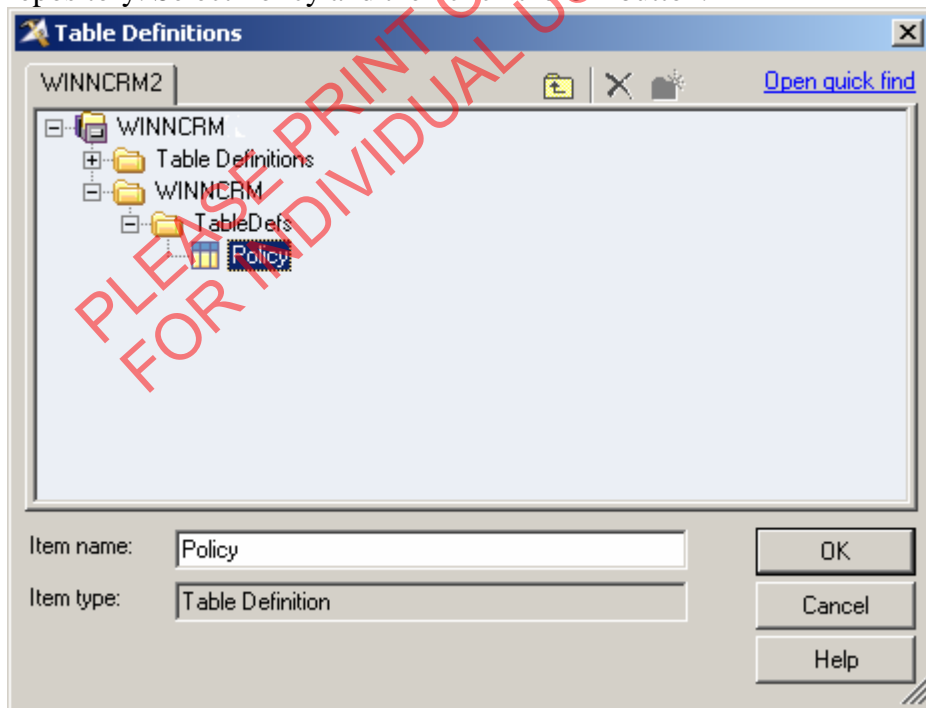 Table Definitions
WINNCRM2
Open quick find
WINNCRM
Table Definitions
WINNCRM
TableDefs
Policy
PLEASE PRINT
FOR INDIVIDUAL
Item name:
Policy
OK
Item type:
Table Definition
Cancel
Help